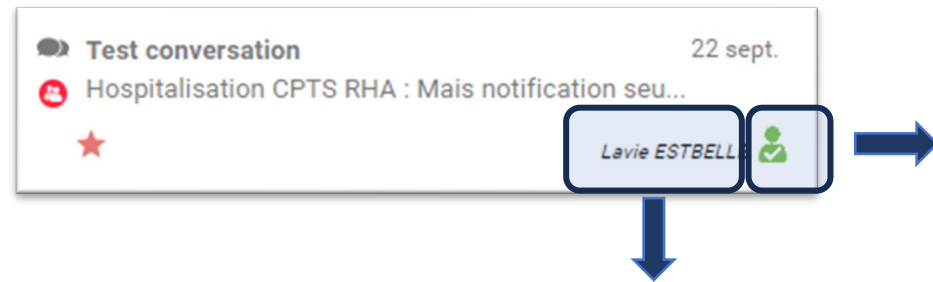 Test conversation 22 sept.
Hospitalisation CPTS RHA : Mais notification seu...
Lavie ESTBELLE